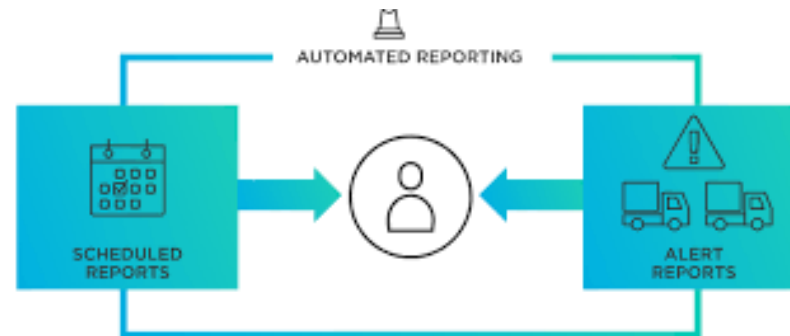 AUTOMATED REPORTING
SCHEDULED
REPORTS
ALERT
REPORTS